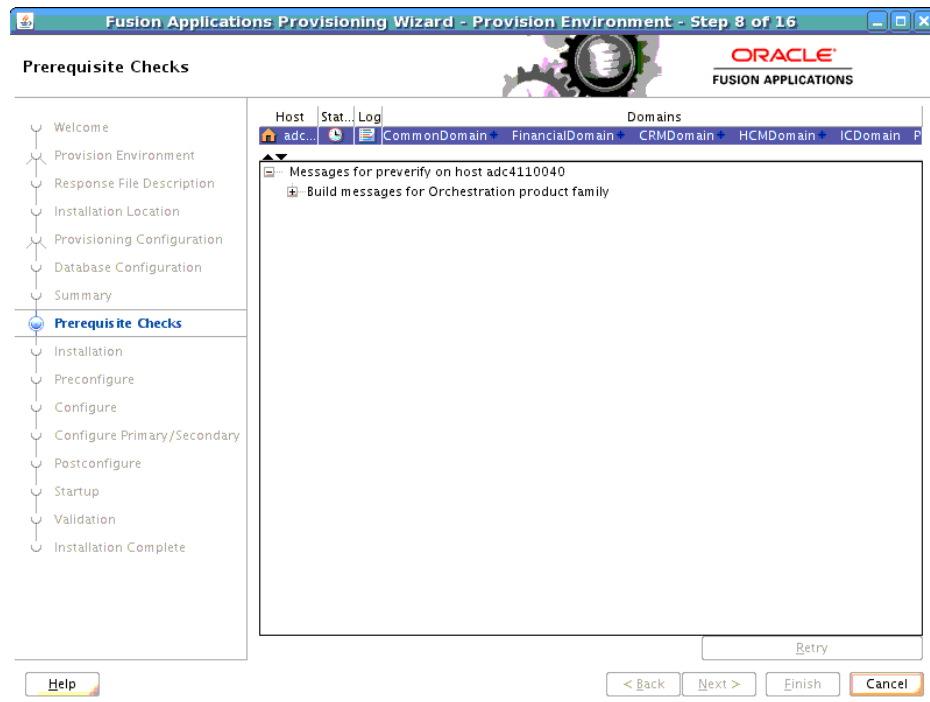 Fusion Applications Provisioning Wizard - Provision Environment - Step 8 of 16
Prerequisite Checks
ORACLE
FUSION APPLICATIONS
Welcome
Provision Environment
Response File Description
Installation Location
Provisioning Configuration
Database Configuration
Summary
Prerequisite Checks
Installation
Preconfigure
Configure
Configure Primary/Secondary
Postconfigure
Startup
Validation
Installation Complete
Host Stat... Log Domains
adc... CommonDomain+ FinancialDomain+ CRMDomain+ HCMDomain+ ICDomain P
Messages for preverify on host adc4110040
Build messages for Orchestration product family
Retry
Help
< Back Next > Finish Cancel